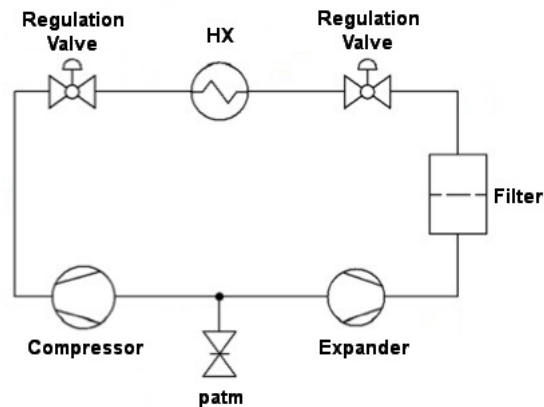 Regulation
Valve
HX
Regulation
Valve
Filter
Compressor
Expander
patm